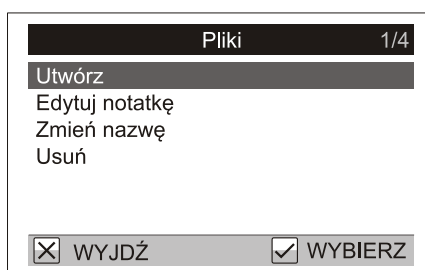 Pliki 1/4
Utwórz
Edytuj notatkę
Zmień nazwę
Usuń
WYJDŹ WYBIERZ